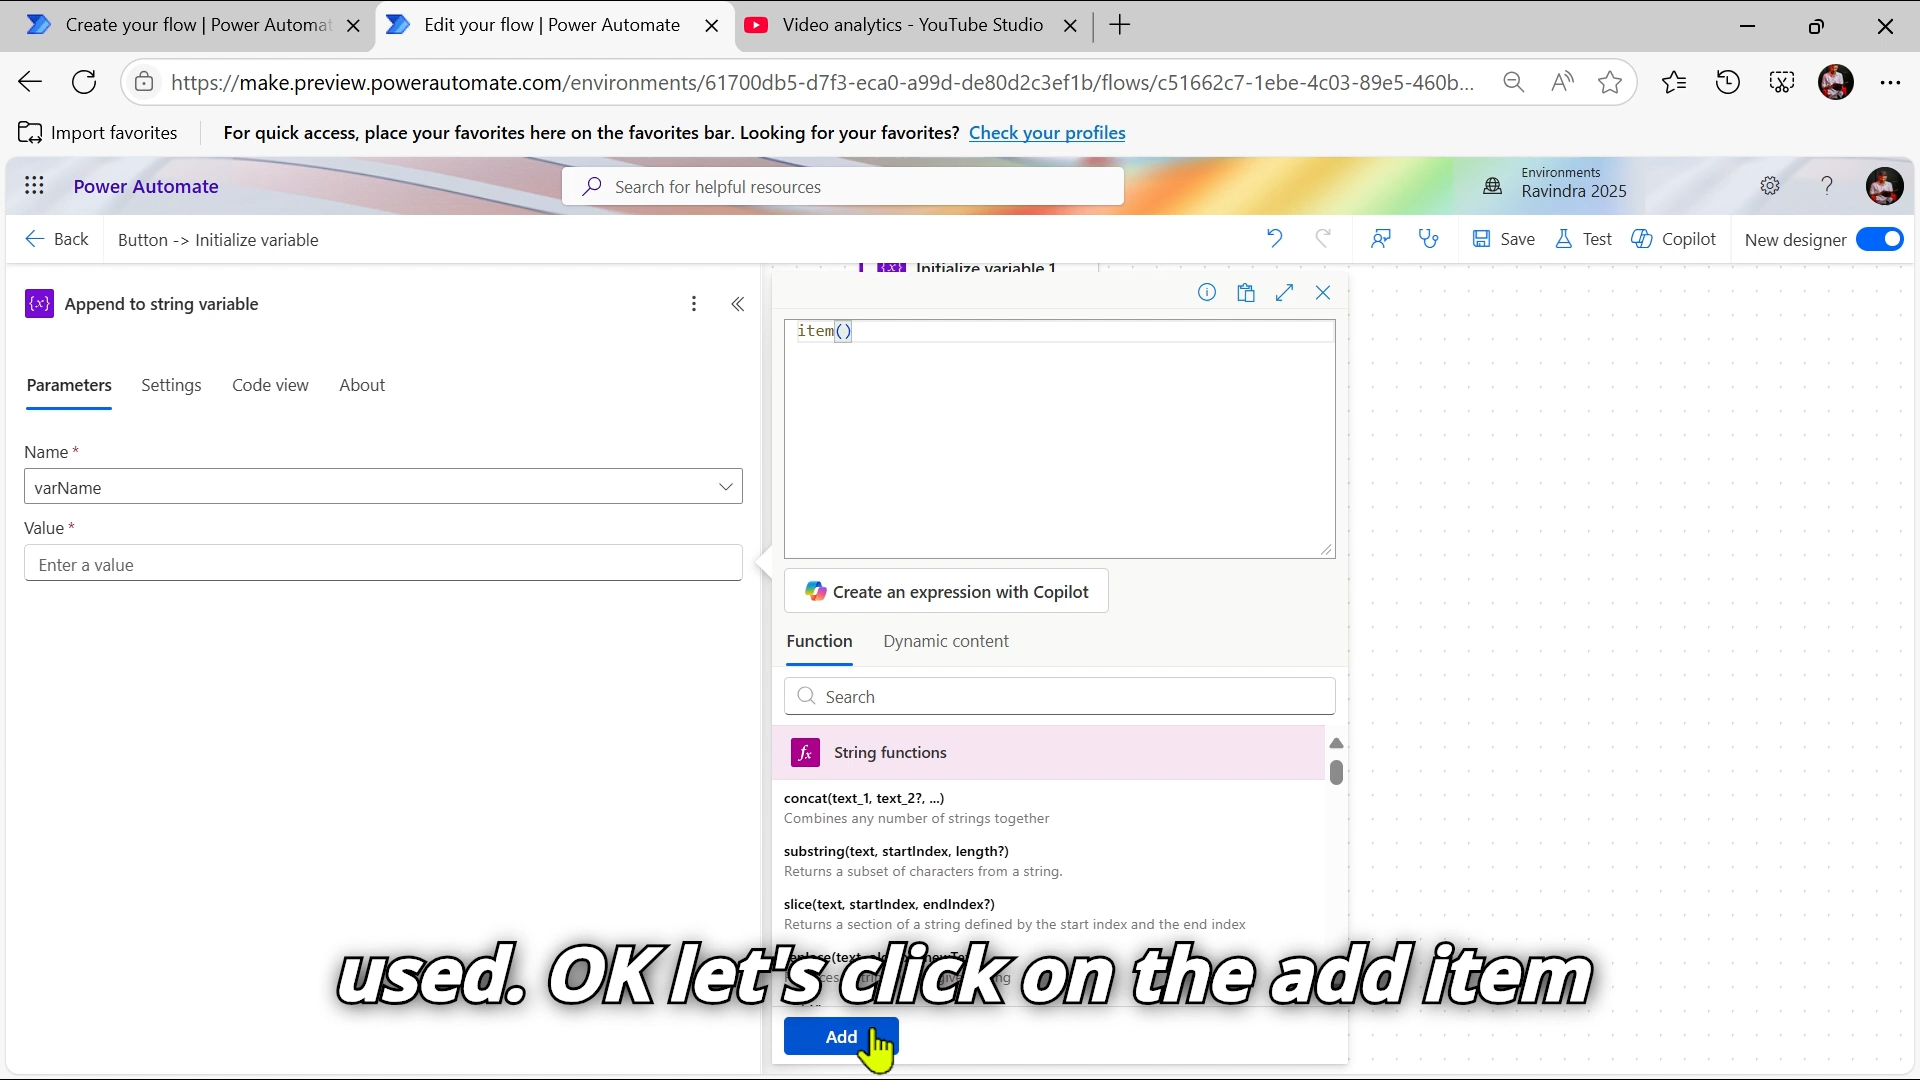 Create your flow | Power Automat
Edit your flow | Power Automate
Video analytics - YouTube Studio
https://make.preview.powerautomate.com/environments/61700db5-d7f3-eca0-a99d-de80d2c3ef1b/flows/c51662c7-1ebe-4c03-89e5-460b...
Import favorites
For quick access, place your favorites here on the favorites bar. Looking for your favorites? Check your profiles
Power Automate
Search for helpful resources
Environments
Ravindra 2025
Back
Button -> Initialize variable
Save
Test
Copilot
New designer
Initialize variable 1
{x} Append to string variable
item()
Parameters
Settings
Code view
About
Name *
varName
Value *
Enter a value
Create an expression with Copilot
Function
Dynamic content
Search
fx String functions
concat(text_1, text_2?, ...)
Combines any number of strings together
substring(text, startIndex, length?)
Returns a subset of characters from a string.
slice(text, startIndex, endIndex?)
Returns a section of a string defined by the start index and the end index
used. OK let's click on the add item
Add